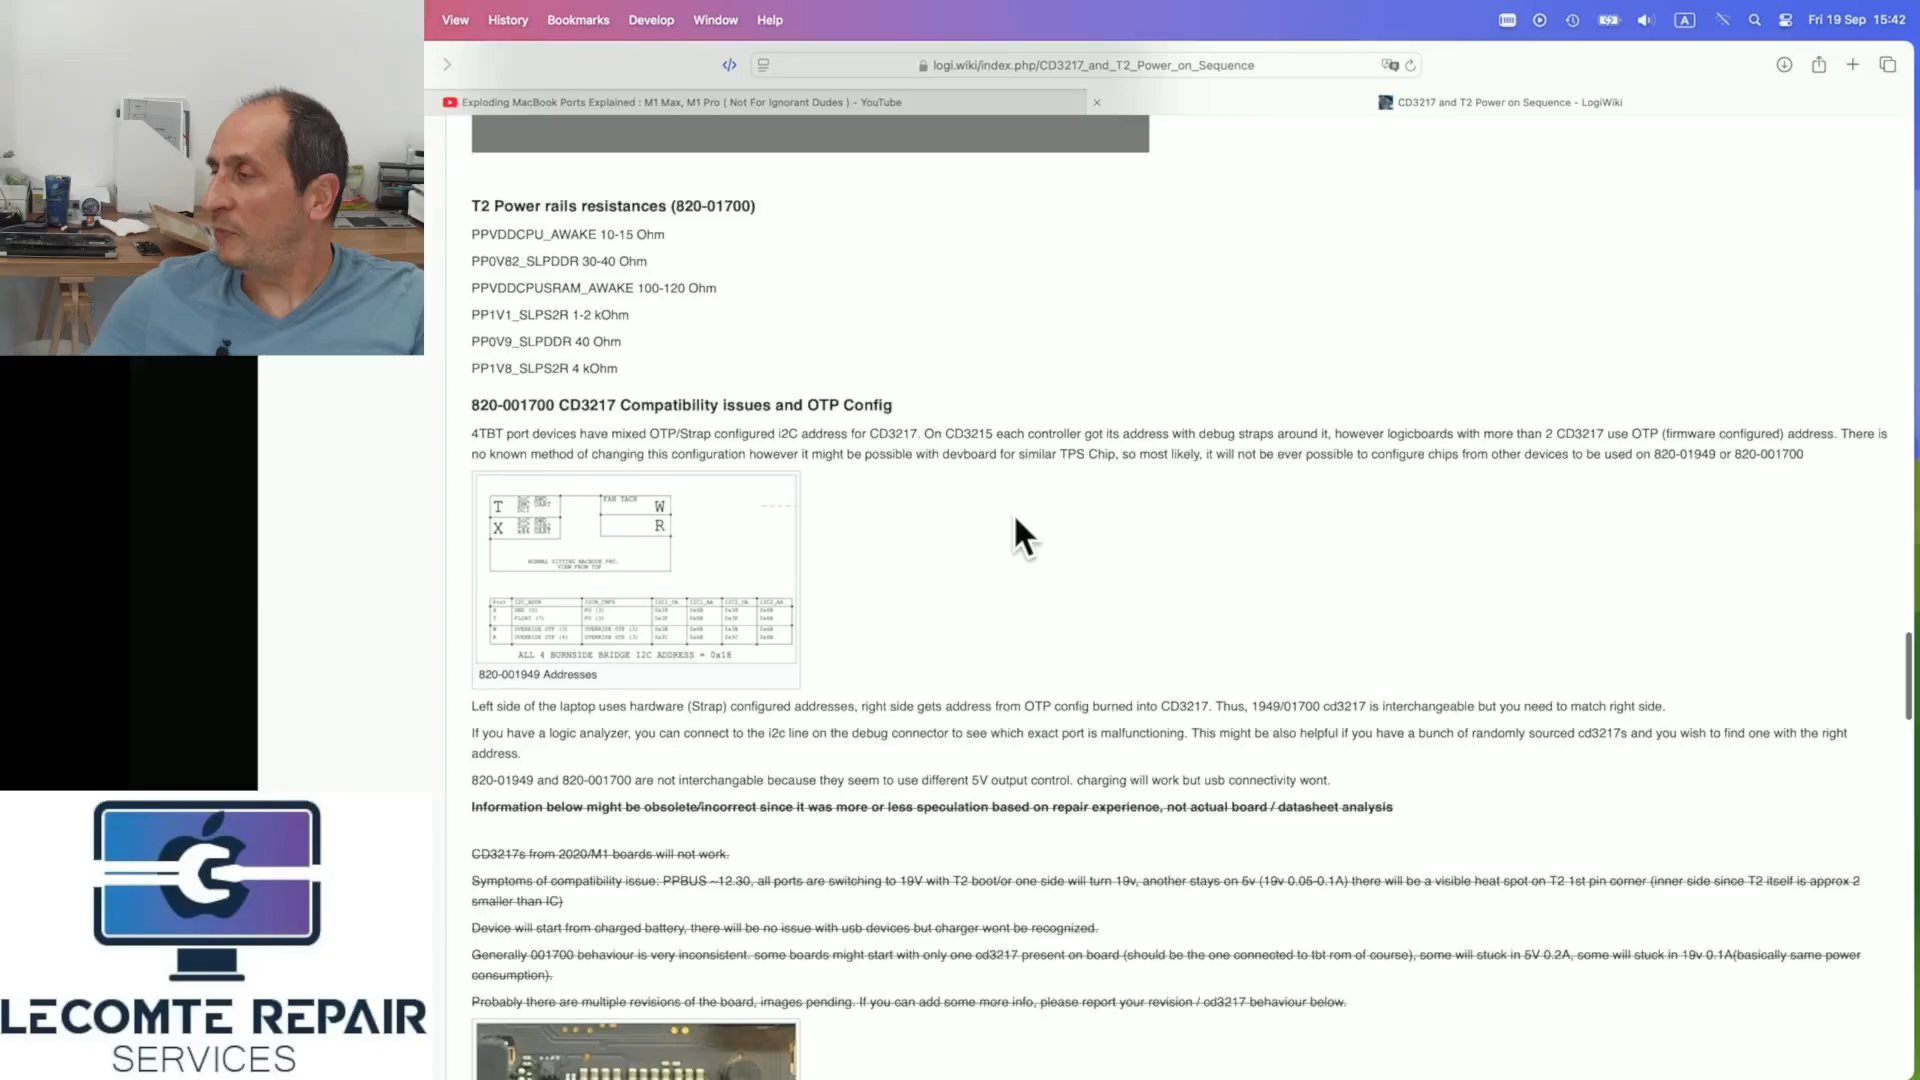 View History Bookmarks Develop Window Help
A Fri 19 Sep 15:42
logi.wiki/index.php/CD3217_and_T2_Power_on_Sequence
Exploding MacBook Ports Explained : M1 Max, M1 Pro ( Not For Ignorant Dudes ) - YouTube
CD3217 and T2 Power on Sequence - LogiWiki
T2 Power rails resistances (820-01700)
PPVDDCPU_AWAKE 10-15 Ohm
PP0V82_SLPDDR 30-40 Ohm
PPVDDCPUSRAM_AWAKE 100-120 Ohm
PP1V1_SLPS2R 1-2 kOhm
PP0V9_SLPDDR 40 Ohm
PP1V8_SLPS2R 4 kOhm
820-001700 CD3217 Compatibility issues and OTP Config
4TBT port devices have mixed OTP/Strap configured i2C address for CD3217. On CD3215 each controller got its address with debug straps around it, however logicboards with more than 2 CD3217 use OTP (firmware configured) address. There is
no known method of changing this configuration however it might be possible with devboard for similar TPS Chip, so most likely, it will not be ever possible to configure chips from other devices to be used on 820-01949 or 820-001700
T FAN TACH W
X R
NORMAL SITTING MACBOOK PRO.
VIEW FROM TOP
ALL 4 BURNSIDE BRIDGE I2C ADDRESS = 0x18
820-001949 Addresses
Left side of the laptop uses hardware (Strap) configured addresses, right side gets address from OTP config burned into CD3217. Thus, 1949/01700 cd3217 is interchangeable but you need to match right side.
If you have a logic analyzer, you can connect to the i2c line on the debug connector to see which exact port is malfunctioning. This might be also helpful if you have a bunch of randomly sourced cd3217s and you wish to find one with the right
address.
820-01949 and 820-001700 are not interchangable because they seem to use different 5V output control. charging will work but usb connectivity wont.
Information below might be obsolete/incorrect since it was more or less speculation based on repair experience, not actual board / datasheet analysis
CD3217s from 2020/M1 boards will not work.
Symptoms of compatibility issue: PPBUS ~12.30, all ports are switching to 19V with T2 boot/or one side will turn 19v, another stays on 5v (19v 0.05-0.1A) there will be a visible heat spot on T2 1st pin corner (inner side since T2 itself is approx 2
smaller than IC)
Device will start from charged battery, there will be no issue with usb devices but charger wont be recognized.
Generally 001700 behaviour is very inconsistent. some boards might start with only one cd3217 present on board (should be the one connected to tbt rom of course), some will stuck in 5V 0.2A, some will stuck in 19v 0.1A(basically same power
consumption).
Probably there are multiple revisions of the board, images pending. If you can add some more info, please report your revision / cd3217 behaviour below.
LECOMTE REPAIR
SERVICES